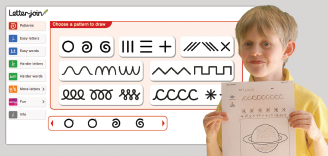 Letter-join
Choose a pattern to draw
Patterns
Easy letters
Easy words
Harder letters
Harder words
More letters
Fun
Info